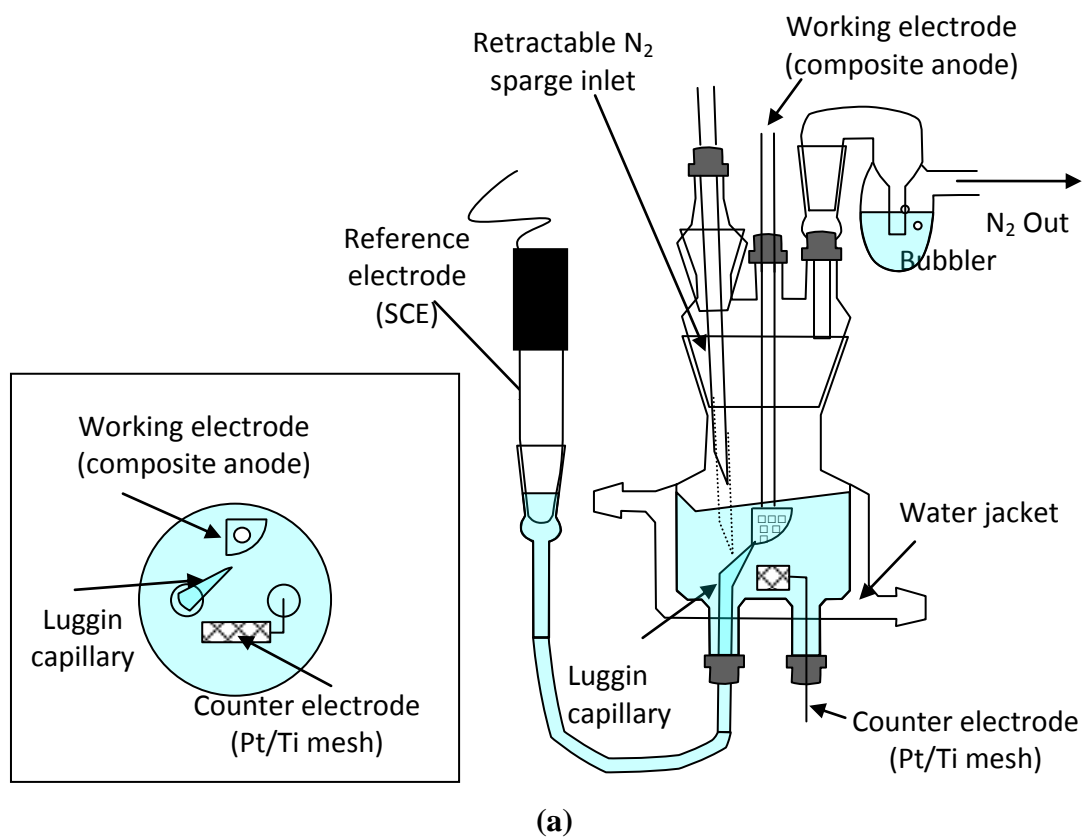 Retractable N₂
sparge inlet
Working electrode
(composite anode)
N₂ Out
Bubbler
Reference
electrode
(SCE)
Working electrode
(composite anode)
Luggin
capillary
Counter electrode
(Pt/Ti mesh)
Water jacket
Luggin
capillary
Counter electrode
(Pt/Ti mesh)
(a)